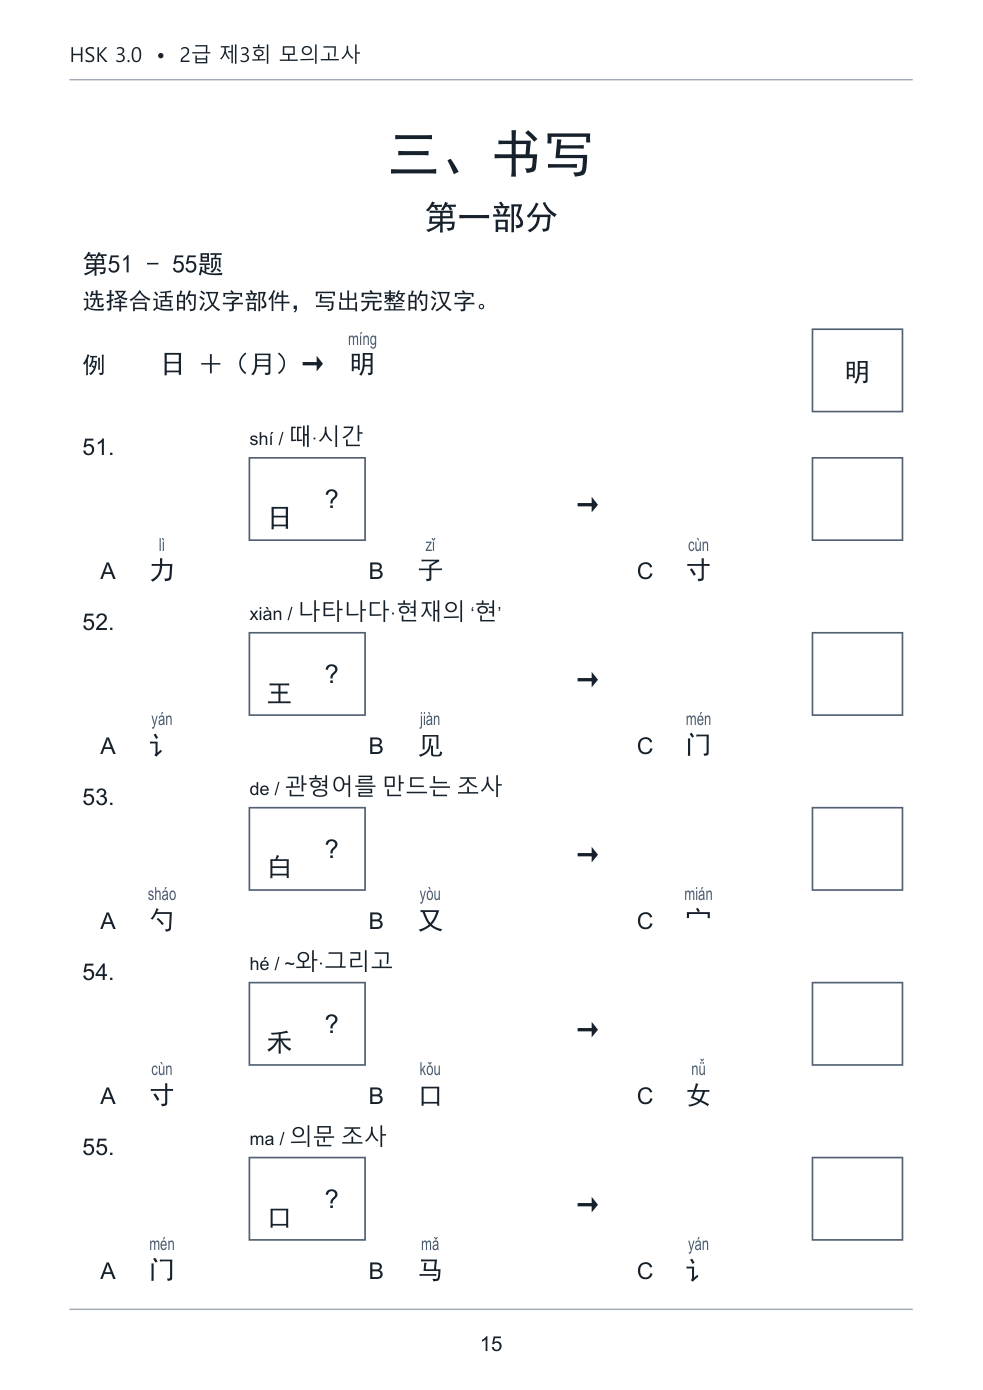 HSK 3.0 • 2급 제3회 모의고사
三、书写
第一部分
第51 － 55题
选择合适的汉字部件，写出完整的汉字。
míng
例 日 ＋（月）➞ 明
明
51.
shí / 때·시간
日 ?
➞
lì zǐ cùn
A 力 B 子 C 寸
52.
xiàn / 나타나다·현재의 ‘현’
王 ?
➞
yán jiàn mén
A 讠 B 见 C 门
53.
de / 관형어를 만드는 조사
白 ?
➞
sháo yòu mián
A 勺 B 又 C 宀
54.
hé / ~와·그리고
禾 ?
➞
cùn kǒu nǚ
A 寸 B 口 C 女
55.
ma / 의문 조사
口 ?
➞
mén mǎ yán
A 门 B 马 C 讠
15